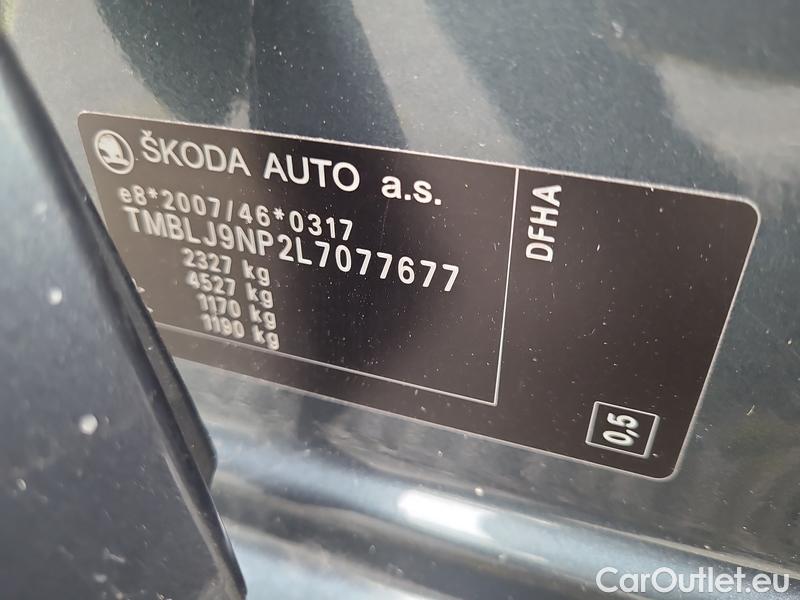 ŠKODA AUTO a.s.
e8*2007/46*0317
TMBLJ9NP2L7077677
2327 kg
4527 kg
1170 kg
1190 kg
DFHA
0,5
CarOutlet.eu